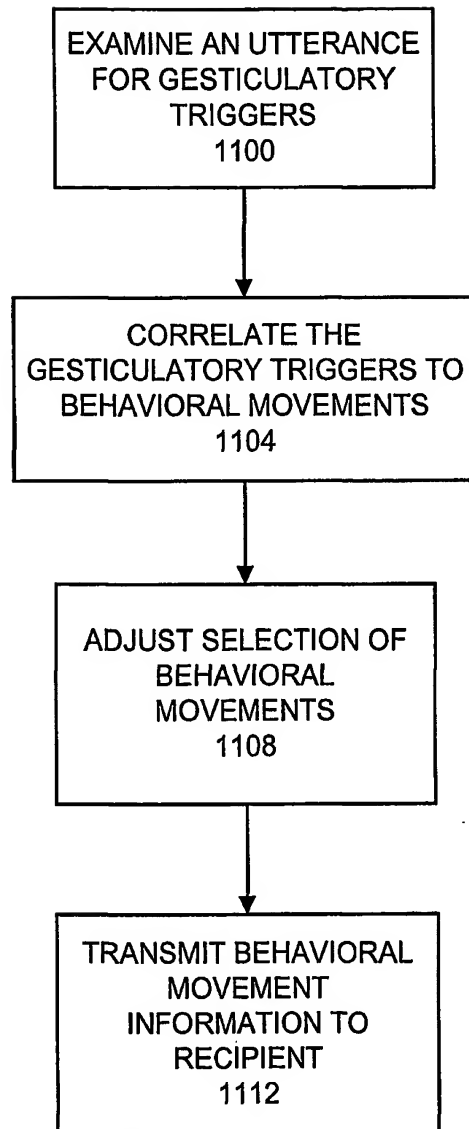 EXAMINE AN UTTERANCE
FOR GESTICULATORY
TRIGGERS
1100
CORRELATE THE
GESTICULATORY TRIGGERS TO
BEHAVIORAL MOVEMENTS
1104
ADJUST SELECTION OF
BEHAVIORAL
MOVEMENTS
1108
TRANSMIT BEHAVIORAL
MOVEMENT
INFORMATION TO
RECIPIENT
1112